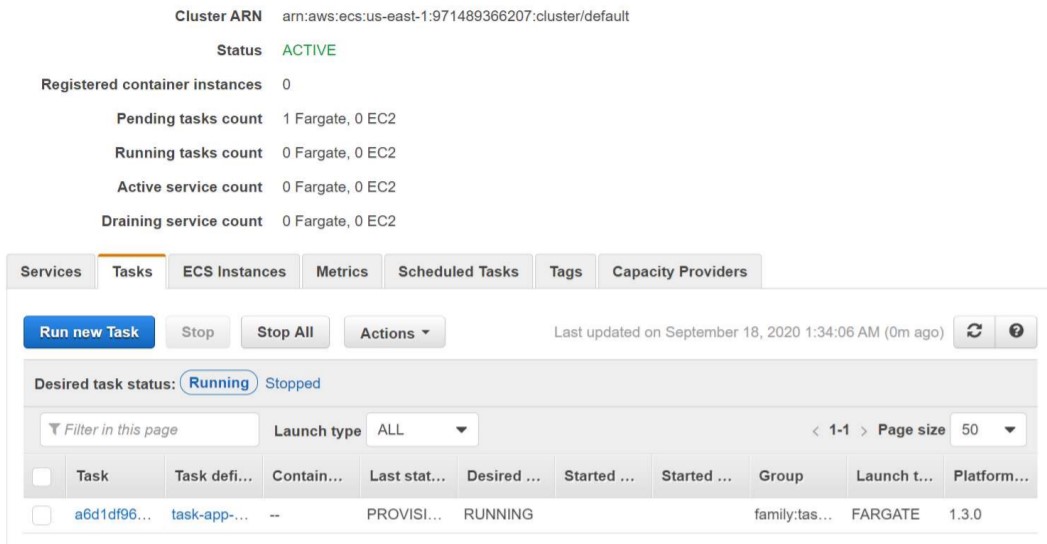 Cluster ARN arn:aws:ecs:us-east-1:971489366207:cluster/default
Status ACTIVE
Registered container instances 0
Pending tasks count 1 Fargate, 0 EC2
Running tasks count 0 Fargate, 0 EC2
Active service count 0 Fargate, 0 EC2
Draining service count 0 Fargate, 0 EC2
Services Tasks ECS Instances Metrics Scheduled Tasks Tags Capacity Providers
Run new Task Stop Stop All Actions Last updated on September 18, 2020 1:34:06 AM (0m ago)
Desired task status: Running Stopped
Filter in this page Launch type ALL < 1-1 > Page size 50
Task Task defi... Contain... Last stat... Desired ... Started ... Started ... Group Launch t... Platform...
a6d1df96... task-app-... -- PROVISI... RUNNING family:tas... FARGATE 1.3.0